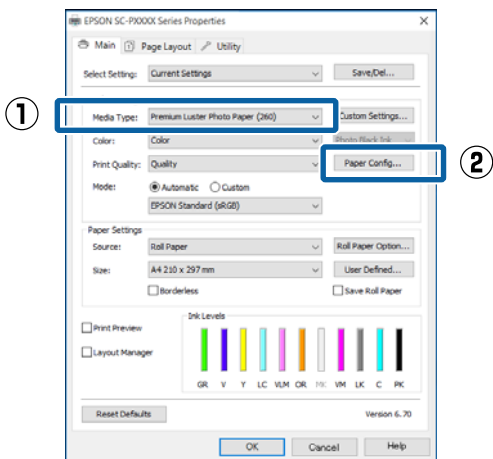 EPSON SC-PXXXX Series Properties
Main Page Layout Utility
Select Setting: Current Settings Save/Del...
① Media Type: Premium Luster Photo Paper (260) Custom Settings...
Color: Color Photo Black Ink
Print Quality: Quality Paper Config... ②
Mode: Automatic Custom
EPSON Standard (sRGB)
Paper Settings
Source: Roll Paper Roll Paper Option...
Size: A4 210 x 297 mm User Defined...
Borderless Save Roll Paper
Ink Levels
Print Preview
Layout Manager
GR V Y LC VLM OR MK VM LK C PK
Reset Defaults Version 6.70
OK Cancel Help